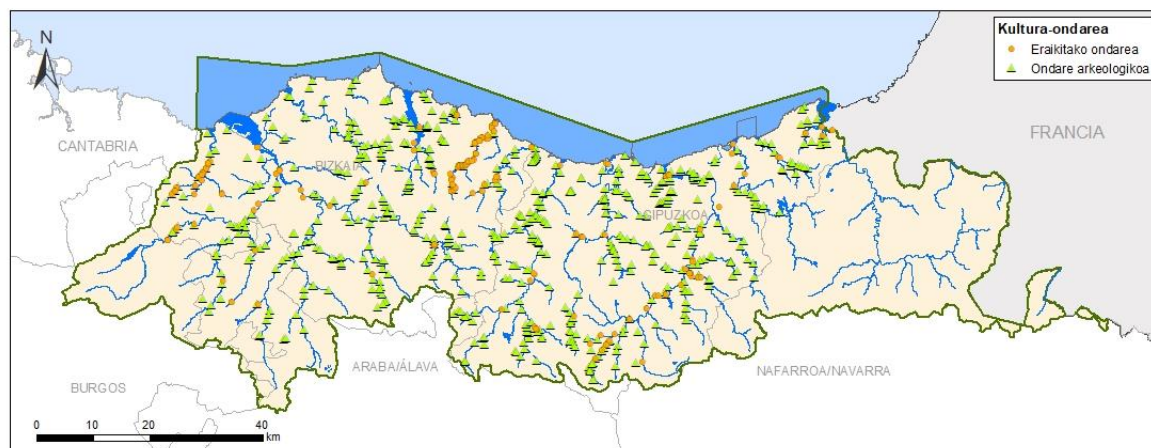 Kultura-ondarea
Eraikitako ondarea
Ondare arkeologikoa
N
CANTABRIA
FRANCIA
BIZKAIA
GIPUZKOA
ARABA/ÁLAVA
NAFARROA/NAVARRA
BURGOS
0 10 20 40
km